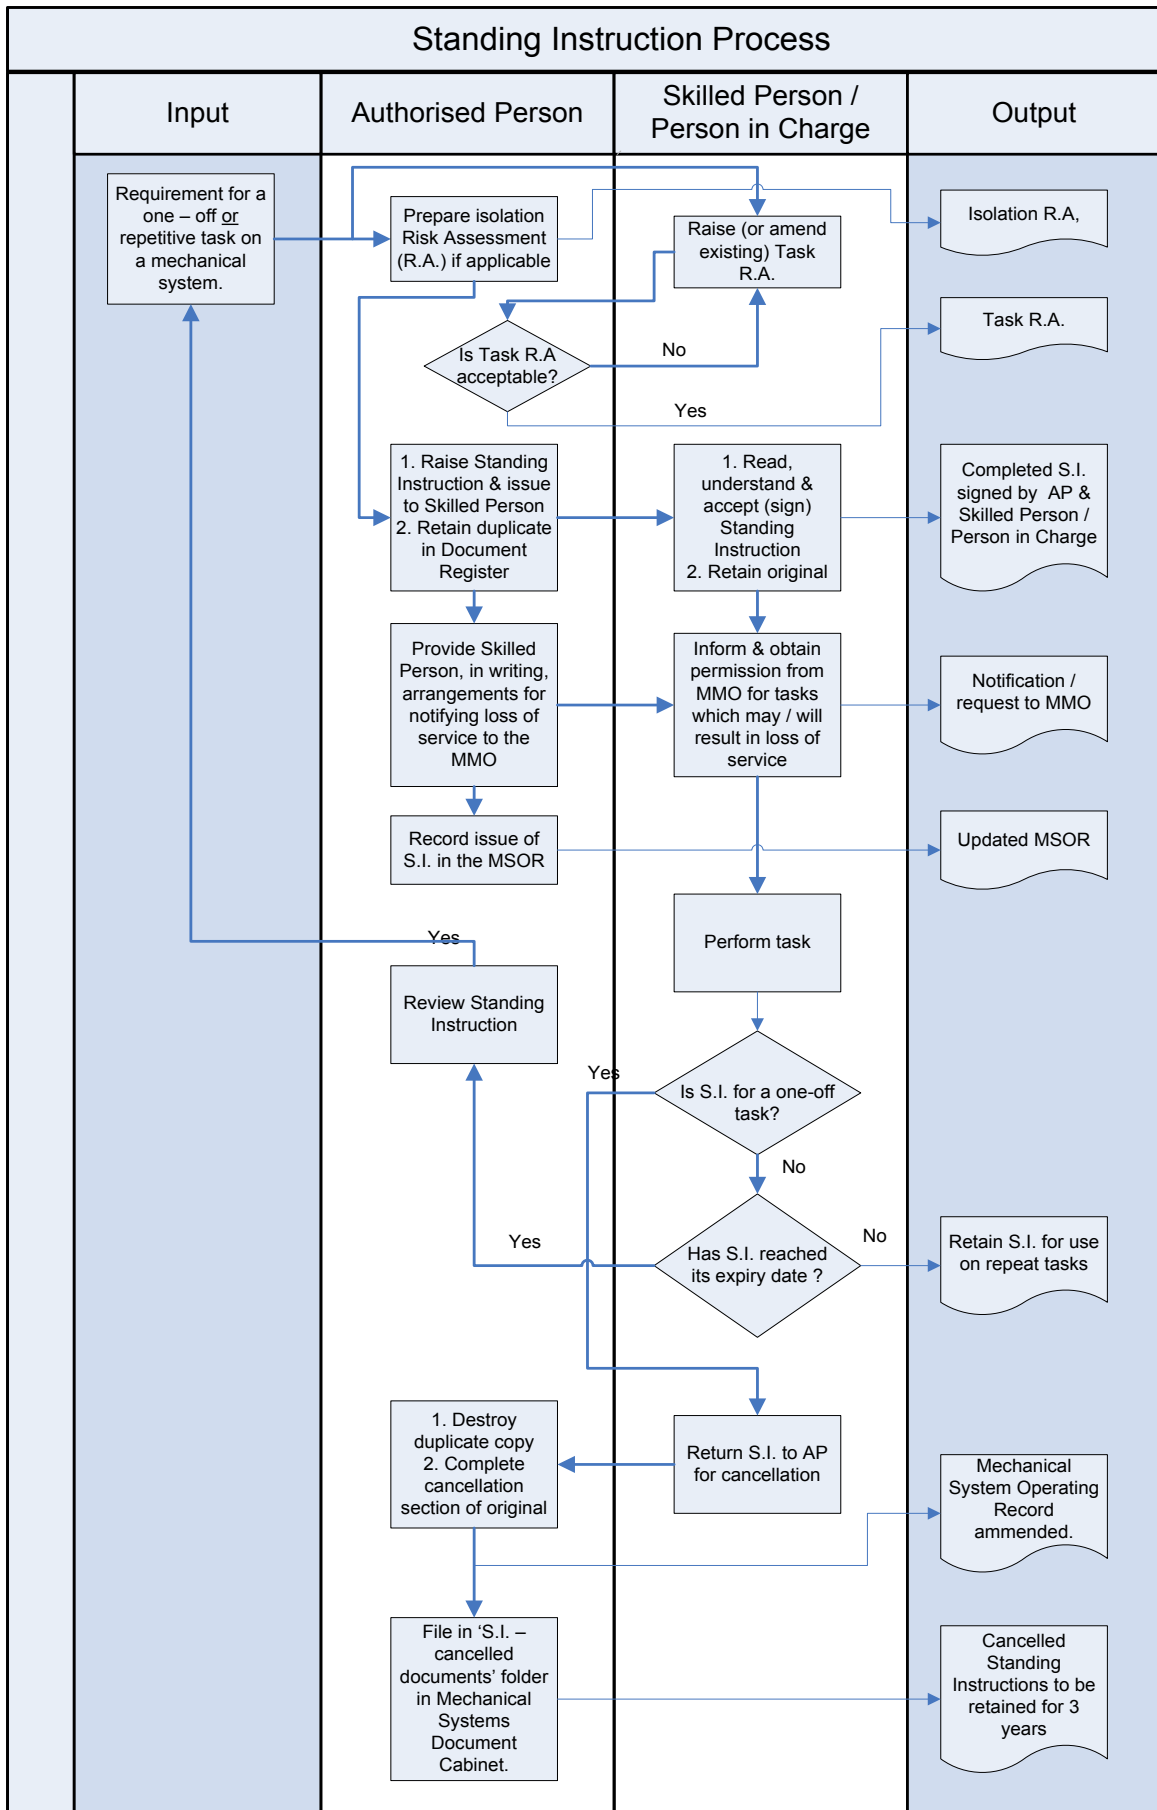 Standing Instruction Process
Input
Authorised Person
Skilled Person /
Person in Charge
Output
Requirement for a
one – off or
repetitive task on
a mechanical
system.
Prepare isolation
Risk Assessment
(R.A.) if applicable
Raise (or amend
existing) Task
R.A.
Isolation R.A,
Is Task R.A
acceptable?
No
Yes
Task R.A.
1. Raise Standing
Instruction & issue
to Skilled Person
2. Retain duplicate
in Document
Register
1. Read,
understand &
accept (sign)
Standing
Instruction
2. Retain original
Completed S.I.
signed by AP &
Skilled Person /
Person in Charge
Provide Skilled
Person, in writing,
arrangements for
notifying loss of
service to the
MMO
Inform & obtain
permission from
MMO for tasks
which may / will
result in loss of
service
Notification /
request to MMO
Record issue of
S.I. in the MSOR
Updated MSOR
Perform task
Yes
Review Standing
Instruction
Is S.I. for a one-off
task?
Yes
No
Has S.I. reached
its expiry date ?
Yes
No
Retain S.I. for use
on repeat tasks
1. Destroy
duplicate copy
2. Complete
cancellation
section of original
Return S.I. to AP
for cancellation
Mechanical
System Operating
Record
ammended.
File in ‘S.I. –
cancelled
documents’ folder
in Mechanical
Systems
Document
Cabinet.
Cancelled
Standing
Instructions to be
retained for 3
years